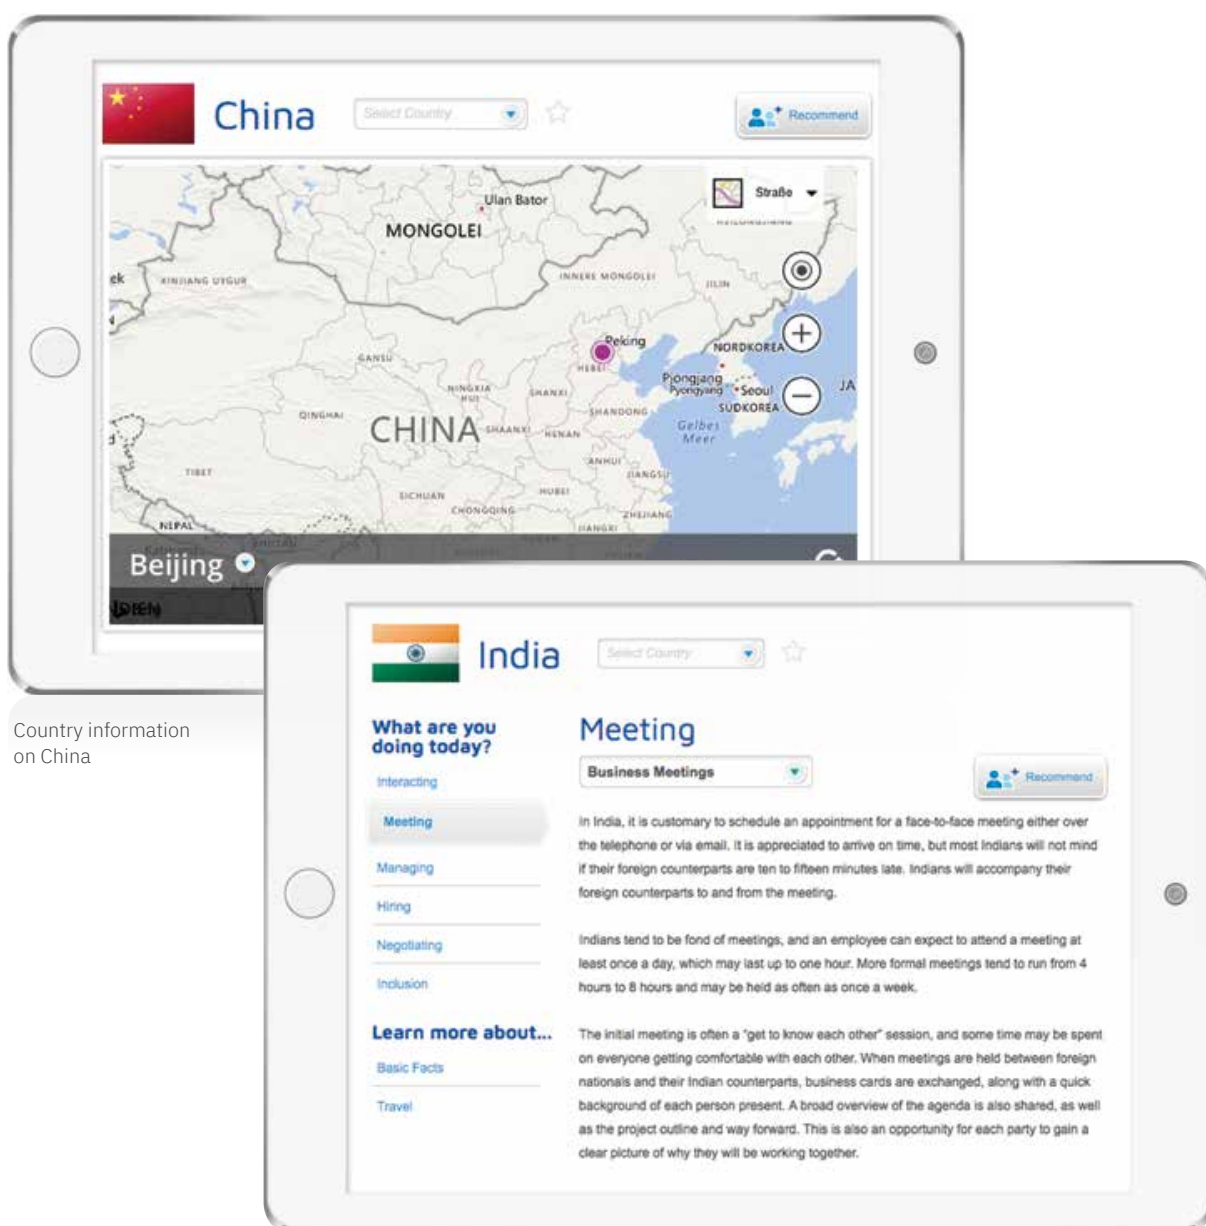 China
Select Country
Recommend
Straße
Ulan Bator
MONGOLEI
XINJIANG UYGUR
INNERE MONGOLEI
JILIN
Peking
NORDKOREA
HEBEI
GANSU
Pjöngjang
Pyongyang
Seoul
SÜDKOREA
JA
NINGXIA
HUI
SHANXI
QINGHAI
SHANDONG
CHINA
SHAANXI
HENAN
Gelbes
Meer
ANHUI
JIANGSU
TIBET
SICHUAN
HUBEI
CHONGQING
ZHEJIANG
JIANGXI
NEPAL
Beijing
Country information
on China
India
Select Country
What are you
doing today?
Interacting
Meeting
Managing
Hiring
Negotiating
Inclusion
Learn more about...
Basic Facts
Travel
Meeting
Business Meetings
Recommend
In India, it is customary to schedule an appointment for a face-to-face meeting either over
the telephone or via email. It is appreciated to arrive on time, but most Indians will not mind
if their foreign counterparts are ten to fifteen minutes late. Indians will accompany their
foreign counterparts to and from the meeting.
Indians tend to be fond of meetings, and an employee can expect to attend a meeting at
least once a day, which may last up to one hour. More formal meetings tend to run from 4
hours to 8 hours and may be held as often as once a week.
The initial meeting is often a "get to know each other" session, and some time may be spent
on everyone getting comfortable with each other. When meetings are held between foreign
nationals and their Indian counterparts, business cards are exchanged, along with a quick
background of each person present. A broad overview of the agenda is also shared, as well
as the project outline and way forward. This is also an opportunity for each party to gain a
clear picture of why they will be working together.